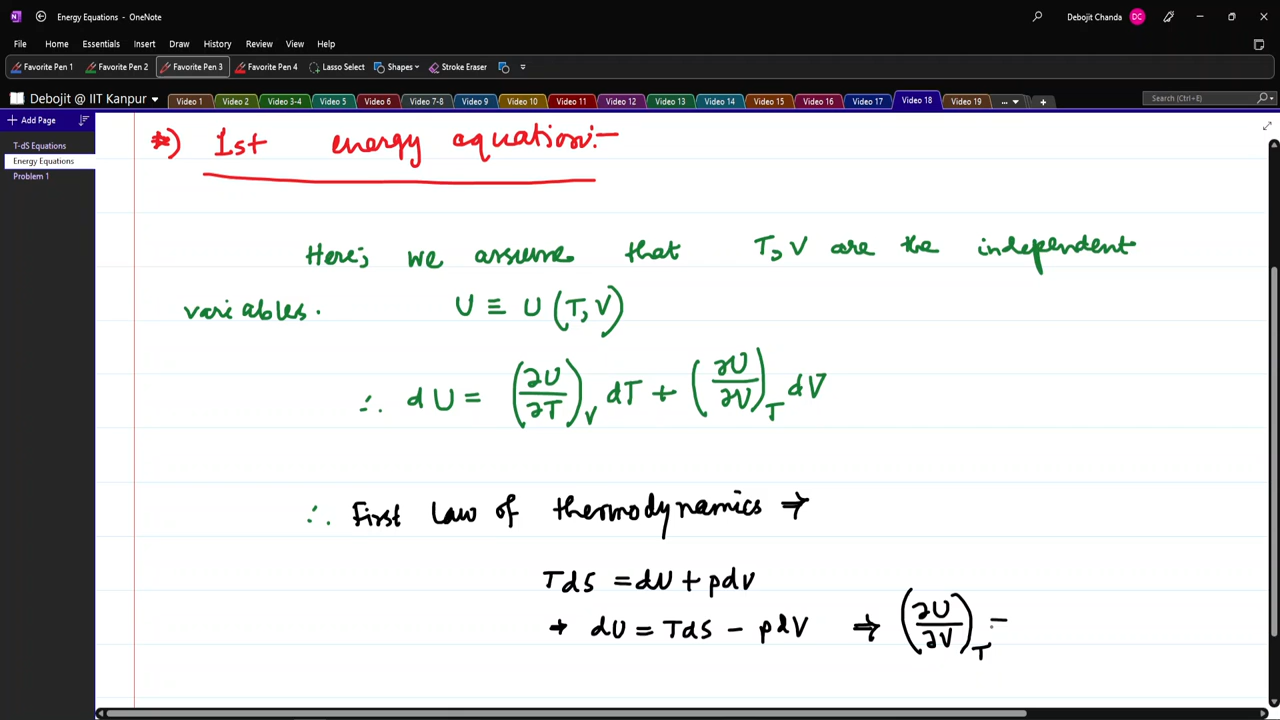 Energy Equations - OneNote
Debojit Chanda DC
File Home Essentials Insert Draw History Review View Help
Favorite Pen 1 Favorite Pen 2 Favorite Pen 3 Favorite Pen 4 Lasso Select Shapes Stroke Eraser
Debojit @ IIT Kanpur Video 1 Video 2 Video 3-4 Video 5 Video 6 Video 7-8 Video 9 Video 10 Video 11 Video 12 Video 13 Video 14 Video 15 Video 16 Video 17 Video 18 Video 19 ... + Search (Ctrl+E)
+ Add Page
T-dS Equations
Energy Equations
Problem 1
*) 1st energy equation:-
Here; we assume that T, V are the independent
variables. U ≡ U (T, V)
∴ dU = (∂U/∂T)_V dT + (∂U/∂V)_T dV
∴ First Law of thermodynamics ⇒
TdS = dU + pdV
→ dU = TdS - pdV ⇒ (∂U/∂V)_T =